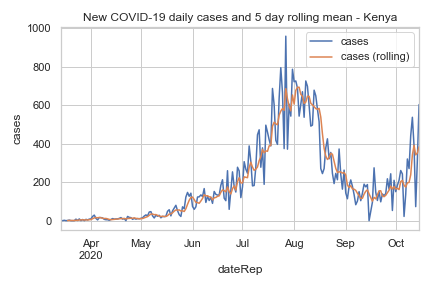 New COVID-19 daily cases and 5 day rolling mean - Kenya
cases
cases (rolling)
1000
800
600
400
200
0
cases
Apr
2020
May
Jun
Jul
Aug
Sep
Oct
dateRep